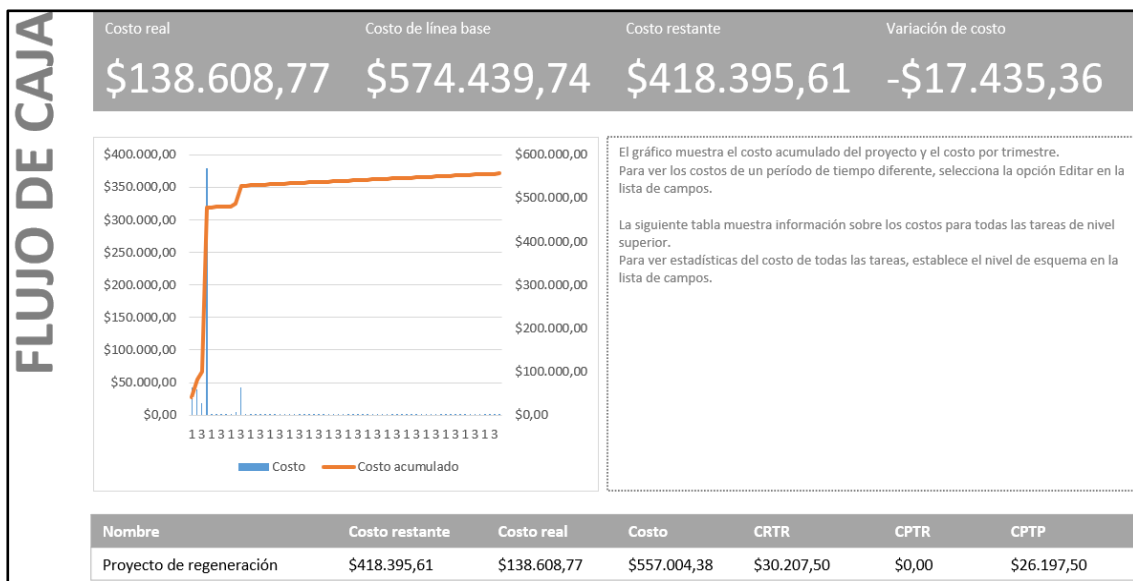 FLUJO DE CAJA
Costo real
Costo de línea base
Costo restante
Variación de costo
$138.608,77
$574.439,74
$418.395,61
-$17.435,36
$400.000,00
$350.000,00
$300.000,00
$250.000,00
$200.000,00
$150.000,00
$100.000,00
$50.000,00
$0,00
$600.000,00
$500.000,00
$400.000,00
$300.000,00
$200.000,00
$100.000,00
$0,00
1 3 1 3 1 3 1 3 1 3 1 3 1 3 1 3 1 3 1 3 1 3 1 3 1 3 1 3 1 3 1 3
Costo
Costo acumulado
El gráfico muestra el costo acumulado del proyecto y el costo por trimestre.
Para ver los costos de un período de tiempo diferente, selecciona la opción Editar en la
lista de campos.
La siguiente tabla muestra información sobre los costos para todas las tareas de nivel
superior.
Para ver estadísticas del costo de todas las tareas, establece el nivel de esquema en la
lista de campos.
Nombre Costo restante Costo real Costo CRTR CPTR CPTP
Proyecto de regeneración $418.395,61 $138.608,77 $557.004,38 $30.207,50 $0,00 $26.197,50